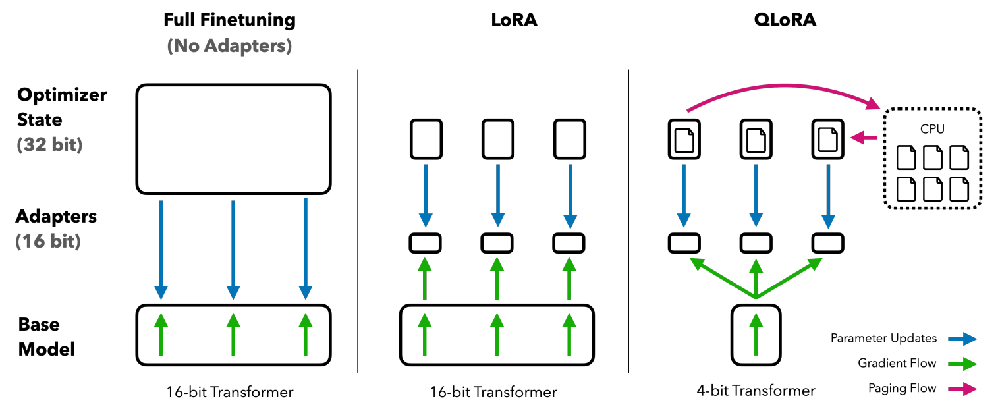 Full Finetuning
(No Adapters)
LoRA
QLoRA
Optimizer
State
(32 bit)
CPU
Adapters
(16 bit)
Base
Model
Parameter Updates
Gradient Flow
Paging Flow
16-bit Transformer
16-bit Transformer
4-bit Transformer